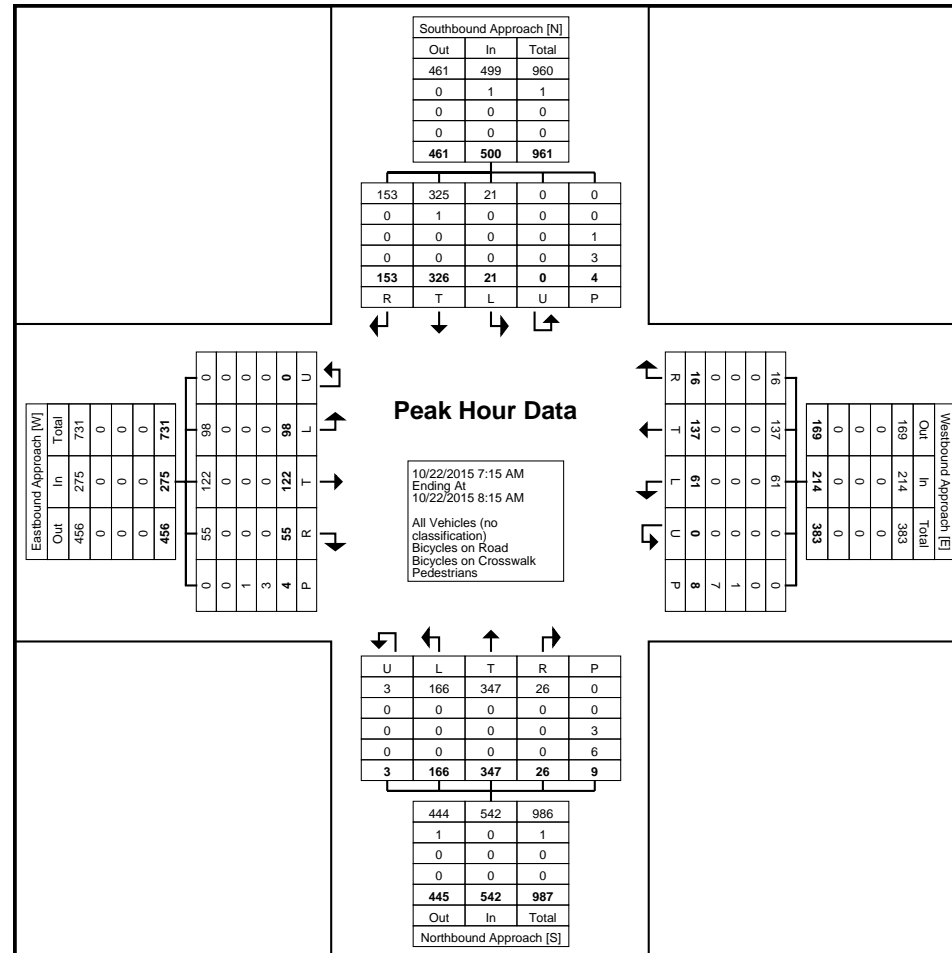 Southbound Approach [N]
Out In Total
461 499 960
0 1 1
0 0 0
0 0 0
461 500 961
153 325 21 0 0
0 1 0 0 0
0 0 0 0 1
0 0 0 0 3
153 326 21 0 4
R T L U P
Eastbound Approach [W]
Total In Out
731 275 456
0 0 0
0 0 0
0 0 0
731 275 456
0 98 122 55 0
0 0 0 0 0
0 0 0 0 1
0 0 0 0 3
0 98 122 55 4
U L T R P
Peak Hour Data
10/22/2015 7:15 AM
Ending At
10/22/2015 8:15 AM
All Vehicles (no
classification)
Bicycles on Road
Bicycles on Crosswalk
Pedestrians
Westbound Approach [E]
Out In Total
169 214 383
0 0 0
0 0 0
0 0 0
169 214 383
16 137 61 0 0
0 0 0 0 0
0 0 0 0 1
0 0 0 0 7
16 137 61 0 8
R T L U P
U L T R P
3 166 347 26 0
0 0 0 0 0
0 0 0 0 3
0 0 0 0 6
3 166 347 26 9
444 542 986
1 0 1
0 0 0
0 0 0
445 542 987
Out In Total
Northbound Approach [S]